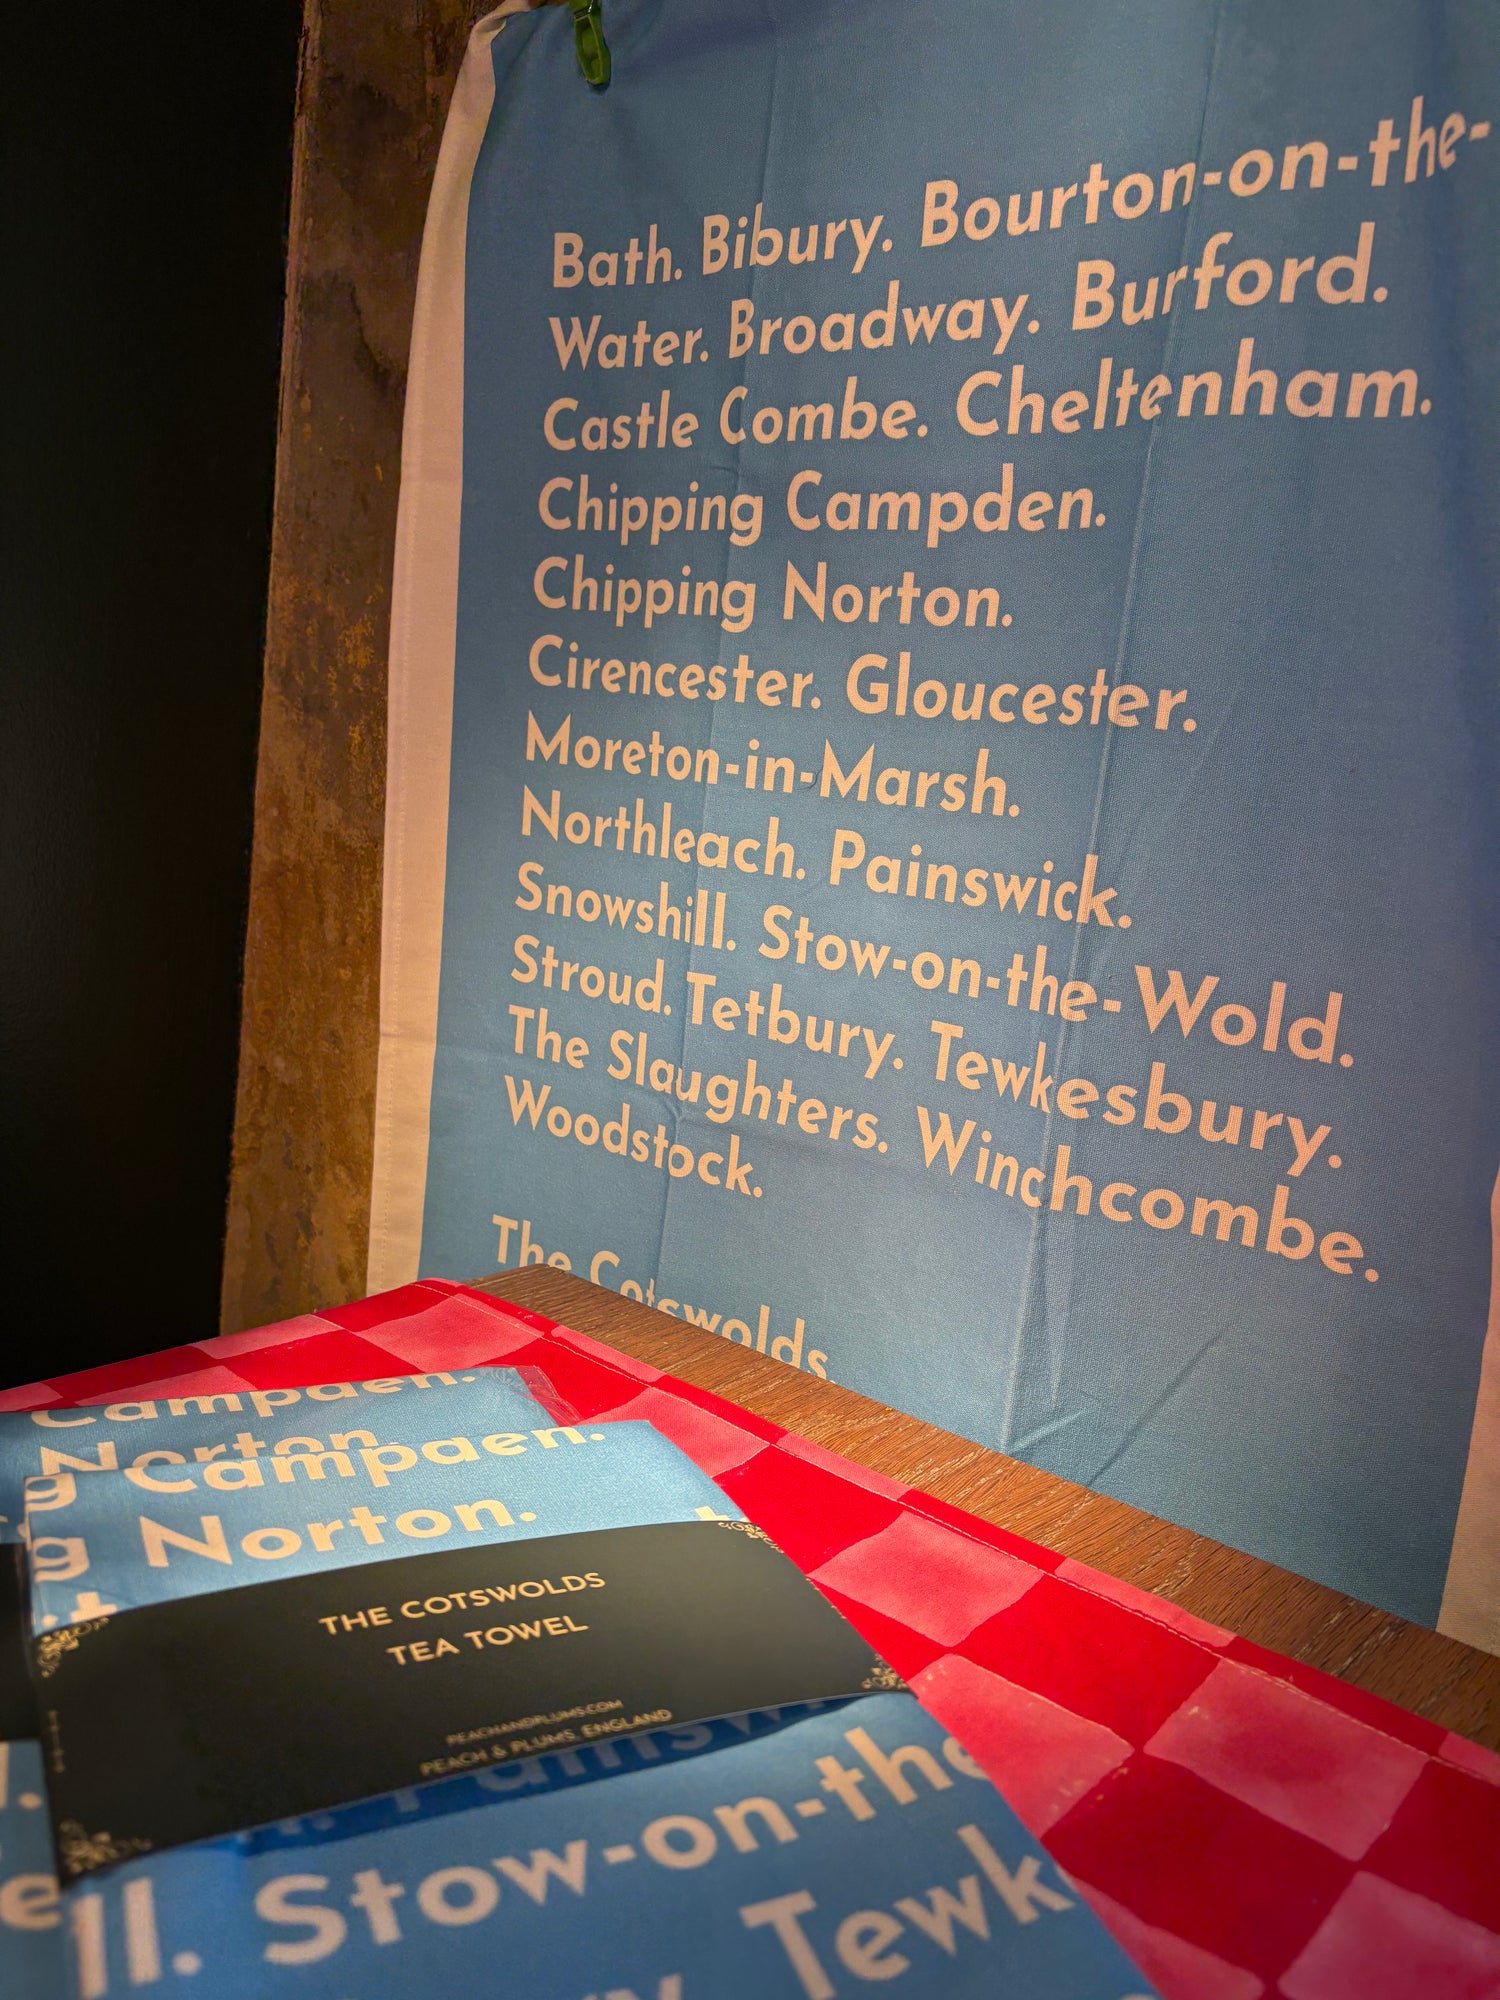 Bath. Bibury. Bourton-on-the-
Water. Broadway. Burford.
Castle Combe. Cheltenham.
Chipping Campden.
Chipping Norton.
Cirencester. Gloucester.
Moreton-in-Marsh.
Northleach. Painswick.
Snowshill. Stow-on-the-Wold.
Stroud. Tetbury. Tewkesbury.
The Slaughters. Winchcombe.
Woodstock.
The Cotswolds.
Campden.
Norton.
g Campden.
g Norton.
THE COTSWOLDS
TEA TOWEL
PEACHANDPLUMS.COM
PEACH & PLUMS, ENGLAND
ll. Stow-on-the
Tewk